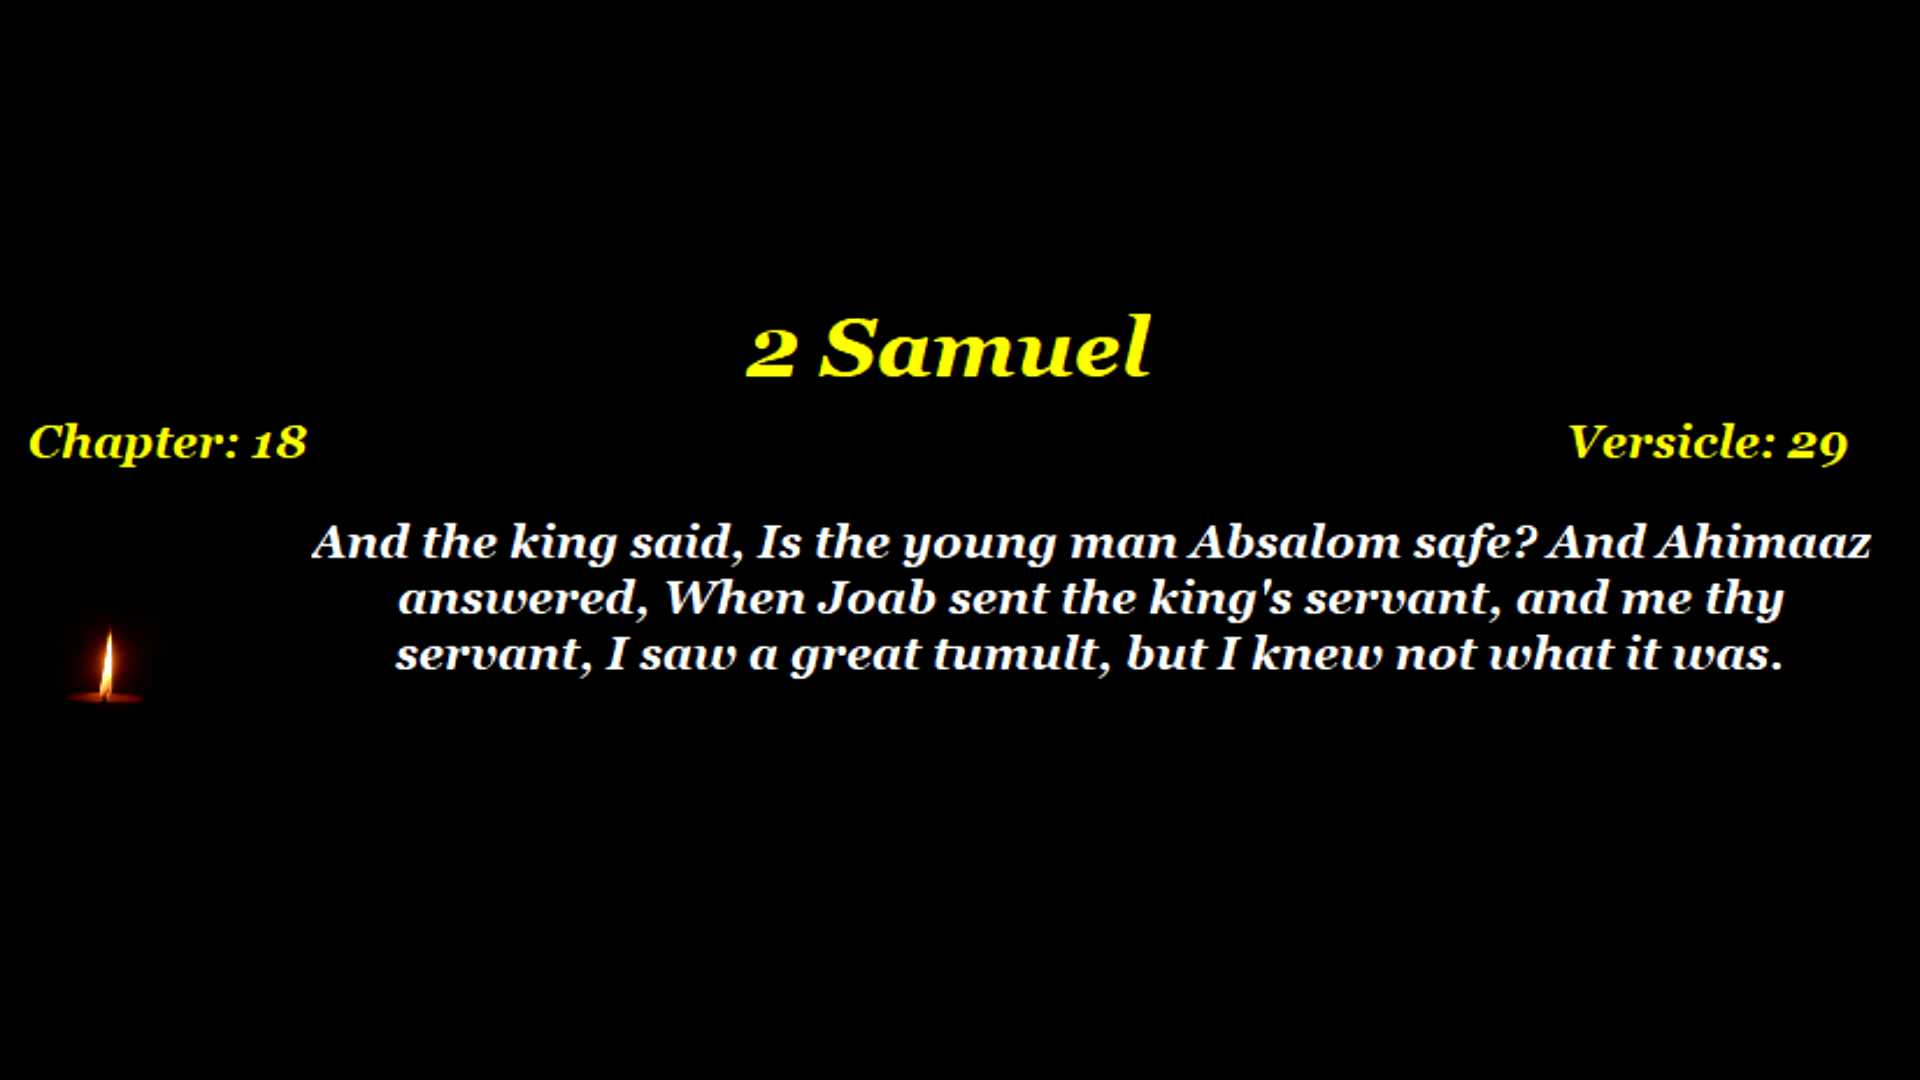 2 Samuel
Chapter: 18
Versicle: 29
And the king said, Is the young man Absalom safe? And Ahimaaz
answered, When Joab sent the king's servant, and me thy
servant, I saw a great tumult, but I knew not what it was.